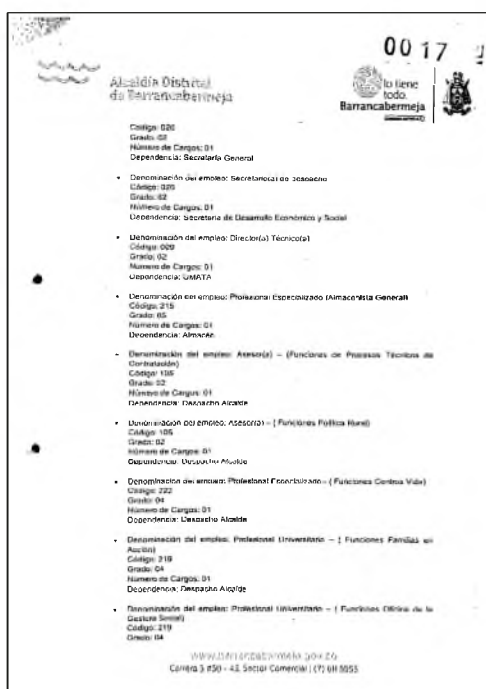 0017
Alcaldía Distrital
de Barrancabermeja
lo tiene
todo.
Barrancabermeja
Código: 020
Grado: 02
Número de Cargos: 01
Dependencia: Secretaría General
• Denominación del empleo: Secretario(a) de Despacho
Código: 020
Grado: 02
Número de Cargos: 01
Dependencia: Secretaría de Desarrollo Económico y Social
• Denominación del empleo: Director(a) Técnico(a)
Código: 009
Grado: 02
Número de Cargos: 01
Dependencia: UMATA
• Denominación del empleo: Profesional Especializado (Almacenista General)
Código: 215
Grado: 05
Número de Cargos: 01
Dependencia: Almacén
• Denominación del empleo: Asesor(a) – (Funciones de Procesos Técnicos de
Contratación)
Código: 105
Grado: 02
Número de Cargos: 01
Dependencia: Despacho Alcalde
• Denominación del empleo: Asesor(a) – ( Funciones Política Rural)
Código: 105
Grado: 02
Número de Cargos: 01
Dependencia: Despacho Alcalde
• Denominación del empleo: Profesional Especializado – ( Funciones Centros Vida)
Código: 222
Grado: 04
Número de Cargos: 01
Dependencia: Despacho Alcalde
• Denominación del empleo: Profesional Universitario – ( Funciones Familias en
Acción)
Código: 219
Grado: 04
Número de Cargos: 01
Dependencia: Despacho Alcalde
• Denominación del empleo: Profesional Universitario – ( Funciones Oficina de la
Gestora Social)
Código: 219
Grado: 04
www.barrancabermeja.gov.co
Carrera 5 #50 - 43 Sector Comercial | (7) 611 5555